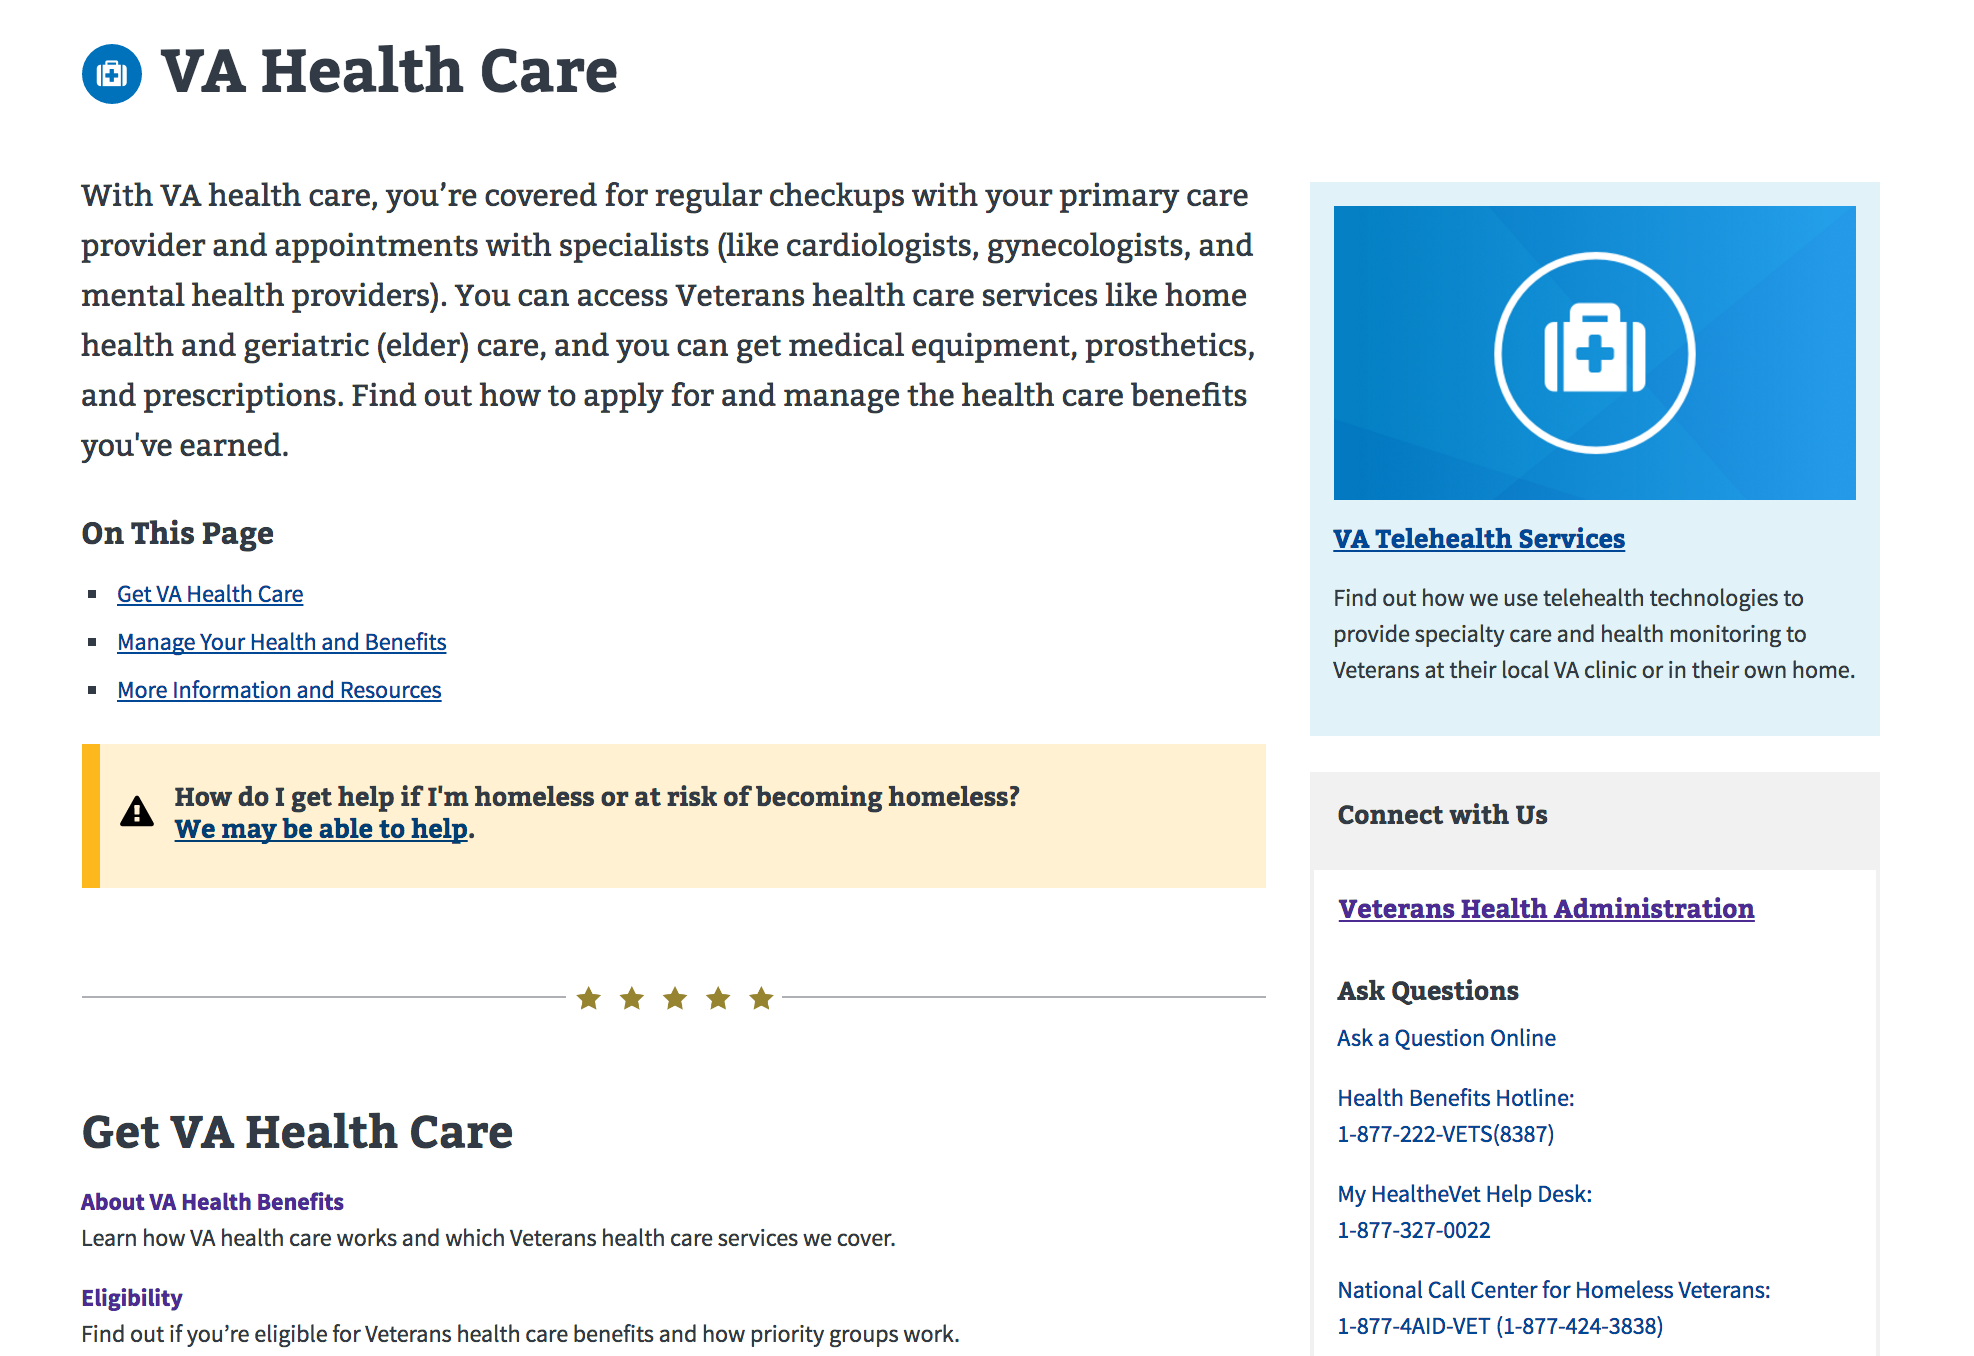 VA Health Care
With VA health care, you’re covered for regular checkups with your primary care
provider and appointments with specialists (like cardiologists, gynecologists, and
mental health providers). You can access Veterans health care services like home
health and geriatric (elder) care, and you can get medical equipment, prosthetics,
and prescriptions. Find out how to apply for and manage the health care benefits
you've earned.
On This Page
Get VA Health Care
Manage Your Health and Benefits
More Information and Resources
How do I get help if I'm homeless or at risk of becoming homeless?
We may be able to help.
Get VA Health Care
About VA Health Benefits
Learn how VA health care works and which Veterans health care services we cover.
Eligibility
Find out if you’re eligible for Veterans health care benefits and how priority groups work.
VA Telehealth Services
Find out how we use telehealth technologies to
provide specialty care and health monitoring to
Veterans at their local VA clinic or in their own home.
Connect with Us
Veterans Health Administration
Ask Questions
Ask a Question Online
Health Benefits Hotline:
1-877-222-VETS(8387)
My HealtheVet Help Desk:
1-877-327-0022
National Call Center for Homeless Veterans:
1-877-4AID-VET (1-877-424-3838)